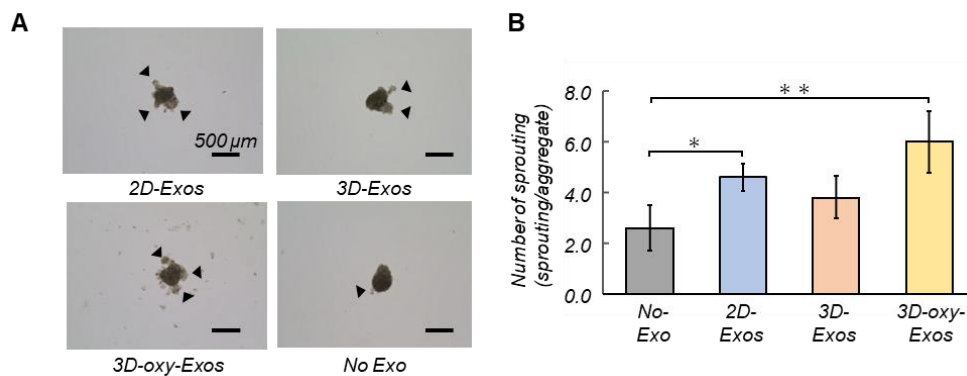 A
500 µm
2D-Exos
3D-Exos
3D-oxy-Exos
No Exo
B
Number of sprouting
(sprouting/aggregate)
8.0
6.0
4.0
2.0
0.0
*
* *
No-
Exo
2D-
Exos
3D-
Exos
3D-oxy-
Exos